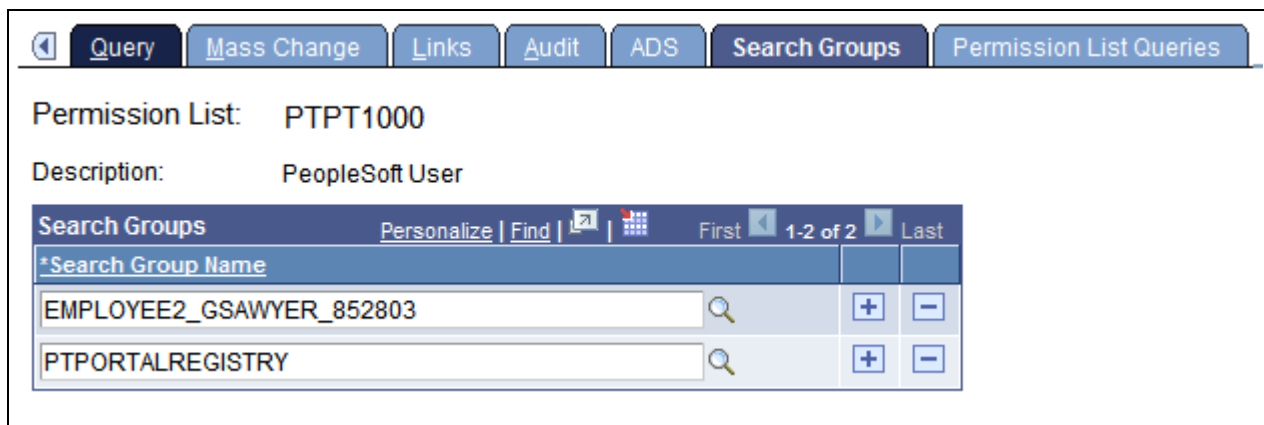 Query Mass Change Links Audit ADS Search Groups Permission List Queries
Permission List: PTPT1000
Description: PeopleSoft User
Search Groups Personalize | Find | | First 1-2 of 2 Last
*Search Group Name
EMPLOYEE2_GSAWYER_852803
PTPORTALREGISTRY